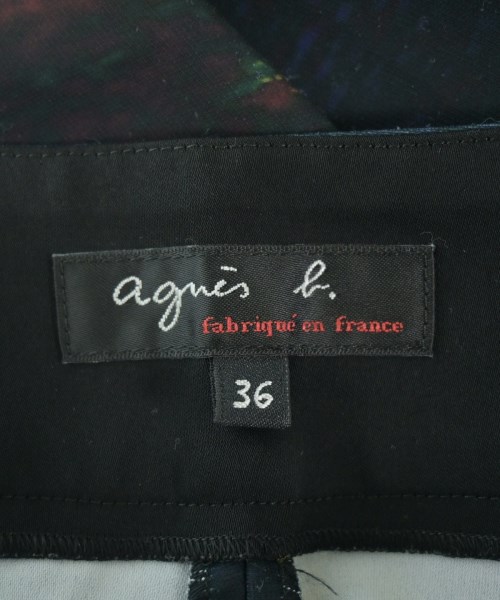 agnès b.
fabriqué en france
36